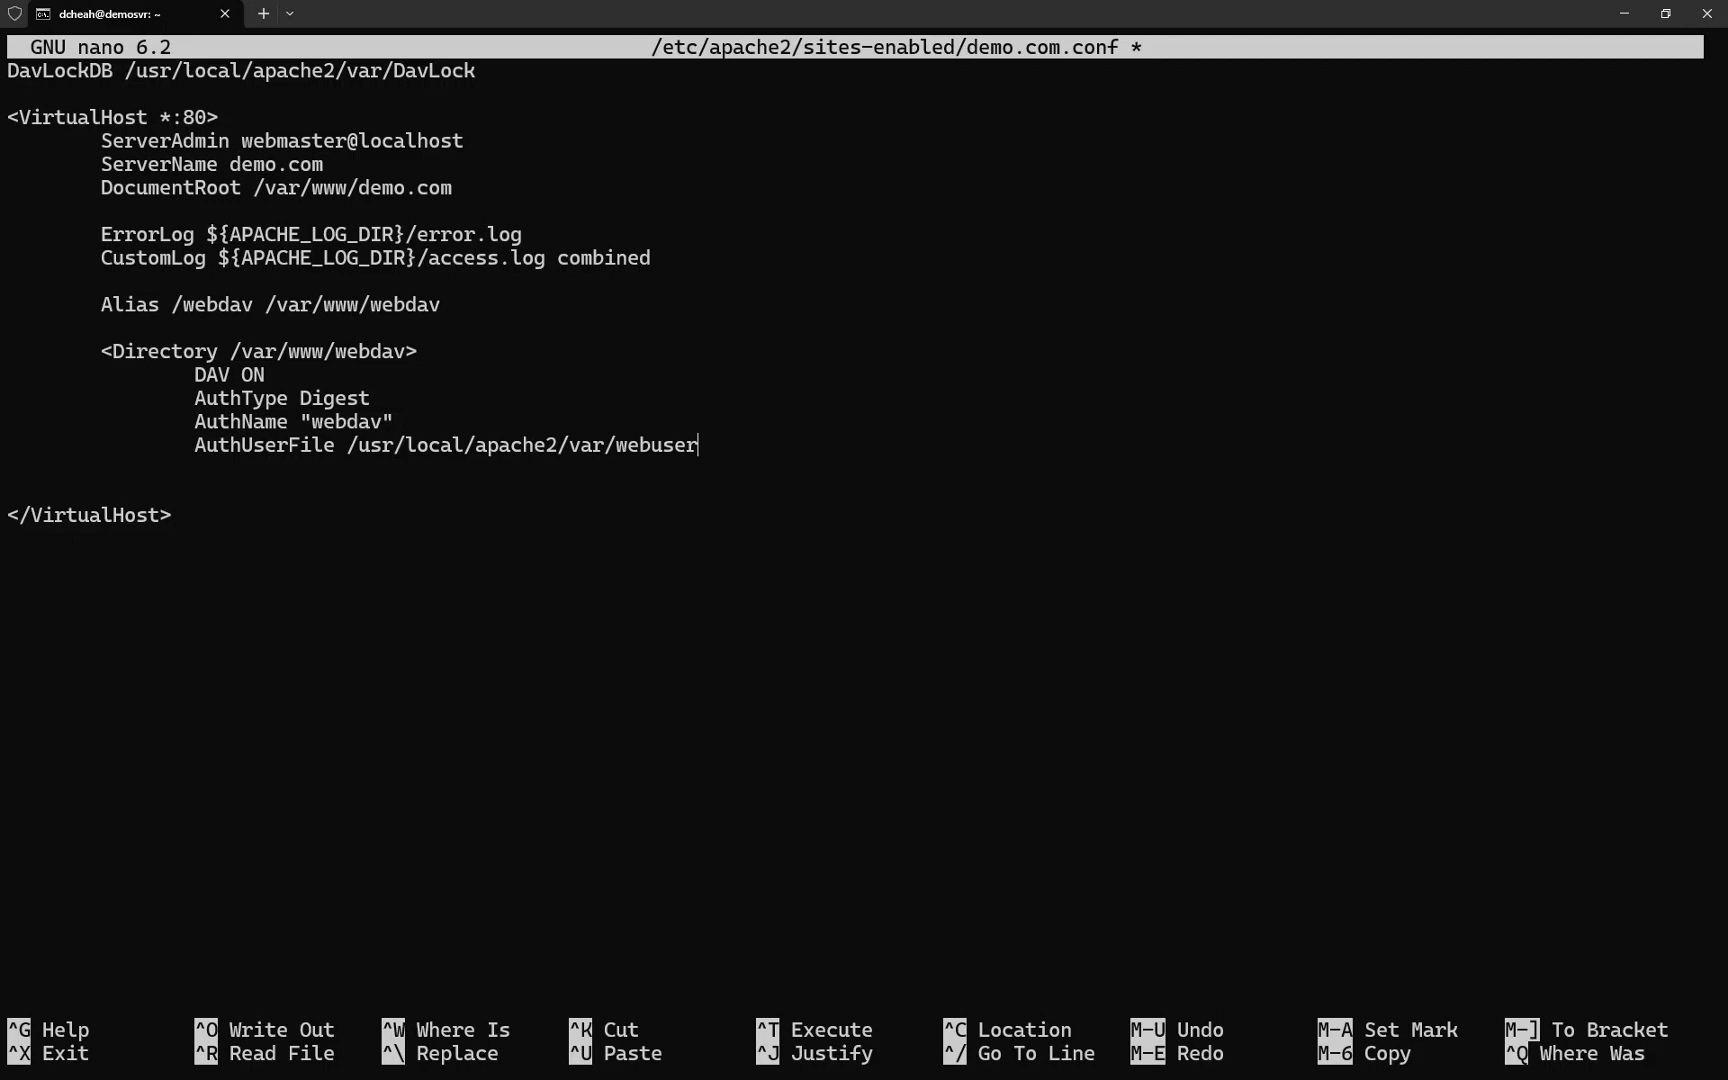 dcheah@demosvr: ~
GNU nano 6.2 /etc/apache2/sites-enabled/demo.com.conf *
DavLockDB /usr/local/apache2/var/DavLock
<VirtualHost *:80>
ServerAdmin webmaster@localhost
ServerName demo.com
DocumentRoot /var/www/demo.com
ErrorLog ${APACHE_LOG_DIR}/error.log
CustomLog ${APACHE_LOG_DIR}/access.log combined
Alias /webdav /var/www/webdav
<Directory /var/www/webdav>
DAV ON
AuthType Digest
AuthName "webdav"
AuthUserFile /usr/local/apache2/var/webuser
</VirtualHost>
^G Help ^O Write Out ^W Where Is ^K Cut ^T Execute ^C Location M-U Undo M-A Set Mark M-] To Bracket
^X Exit ^R Read File ^\ Replace ^U Paste ^J Justify ^/ Go To Line M-E Redo M-6 Copy ^Q Where Was